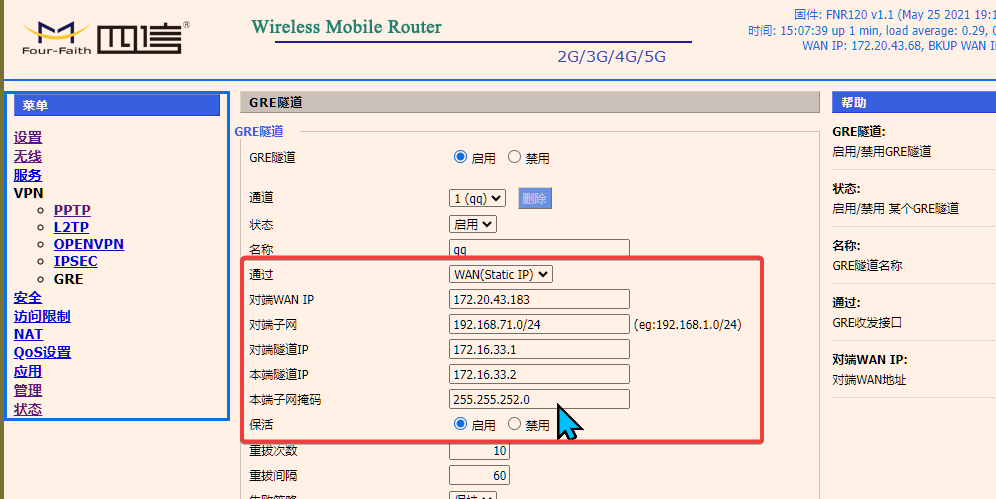 Four-Faith 四信®
Wireless Mobile Router
2G/3G/4G/5G
固件: FNR120 v1.1 (May 25 2021 19:1
时间: 15:07:39 up 1 min, load average: 0.29, 0
WAN IP: 172.20.43.68, BKUP WAN I
菜单
设置
无线
服务
VPN
PPTP
L2TP
OPENVPN
IPSEC
GRE
安全
访问限制
NAT
QoS设置
应用
管理
状态
GRE隧道
GRE隧道
GRE隧道 启用 禁用
通道 1 (qq) 删除
状态 启用
名称 qq
通过 WAN(Static IP)
对端WAN IP 172.20.43.183
对端子网 192.168.71.0/24 (eg:192.168.1.0/24)
对端隧道IP 172.16.33.1
本端隧道IP 172.16.33.2
本端子网掩码 255.255.252.0
保活 启用 禁用
重拨次数 10
重拨间隔 60
帮助
GRE隧道:
启用/禁用GRE隧道
状态:
启用/禁用 某个GRE隧道
名称:
GRE隧道名称
通过:
GRE收发接口
对端WAN IP:
对端WAN地址